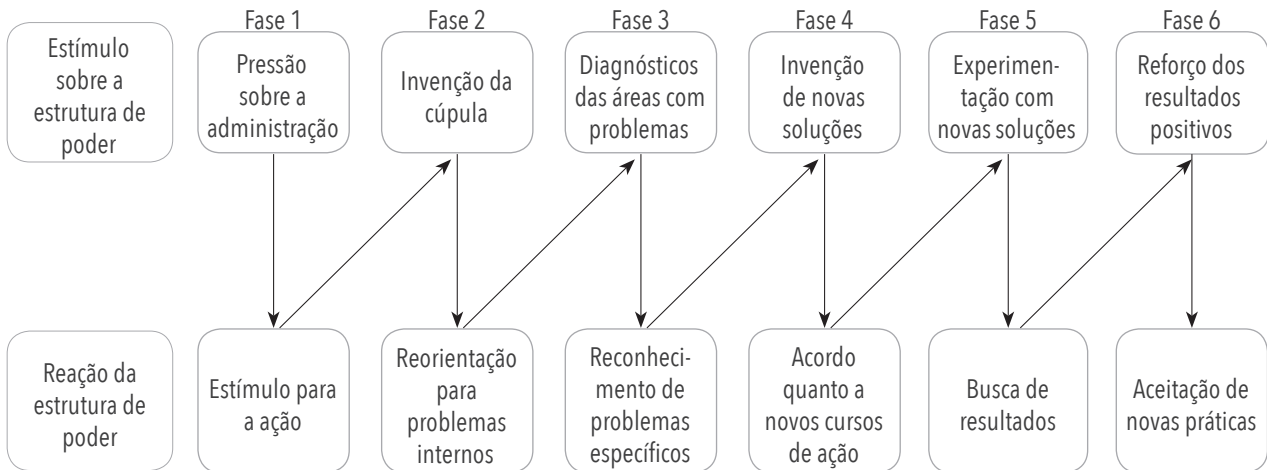 Fase 1
Fase 2
Fase 3
Fase 4
Fase 5
Fase 6
Estímulo
sobre a
estrutura de
poder
Pressão
sobre a
administração
Invenção da
cúpula
Diagnósticos
das áreas com
problemas
Invenção
de novas
soluções
Experimen-
tação com
novas soluções
Reforço dos
resultados
positivos
Reação da
estrutura de
poder
Estímulo para
a ação
Reorientação
para
problemas
internos
Reconheci-
mento de
problemas
específicos
Acordo
quanto a
novos cursos
de ação
Busca de
resultados
Aceitação de
novas práticas